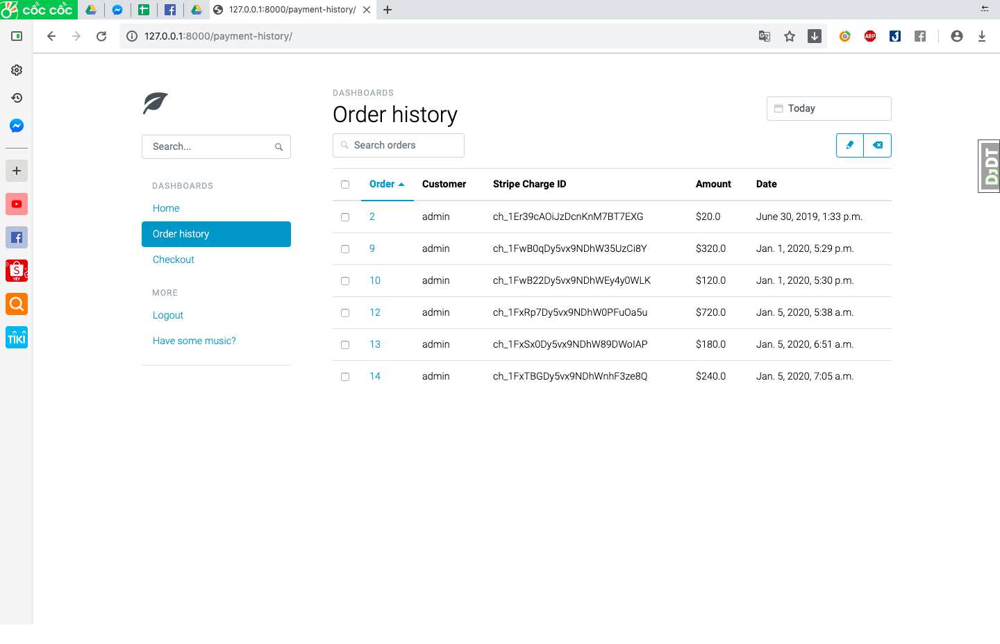 cốc cốc
127.0.0.1:8000/payment-history/
127.0.0.1:8000/payment-history/
ABP
TẾT
TIKI
DASHBOARDS
Order history
Today
Search...
Search orders
DASHBOARDS
Home
Order history
Checkout
MORE
Logout
Have some music?
Order Customer Stripe Charge ID Amount Date
2 admin ch_1Er39cAOiJzDcnKnM7BT7EXG $20.0 June 30, 2019, 1:33 p.m.
9 admin ch_1FwB0qDy5vx9NDhW35UzCi8Y $320.0 Jan. 1, 2020, 5:29 p.m.
10 admin ch_1FwB22Dy5vx9NDhWEy4y0WLK $120.0 Jan. 1, 2020, 5:30 p.m.
12 admin ch_1FxRp7Dy5vx9NDhW0PFuOa5u $720.0 Jan. 5, 2020, 5:38 a.m.
13 admin ch_1FxSx0Dy5vx9NDhW89DWoIAP $180.0 Jan. 5, 2020, 6:51 a.m.
14 admin ch_1FxTBGDy5vx9NDhWnhF3ze8Q $240.0 Jan. 5, 2020, 7:05 a.m.
DJDT